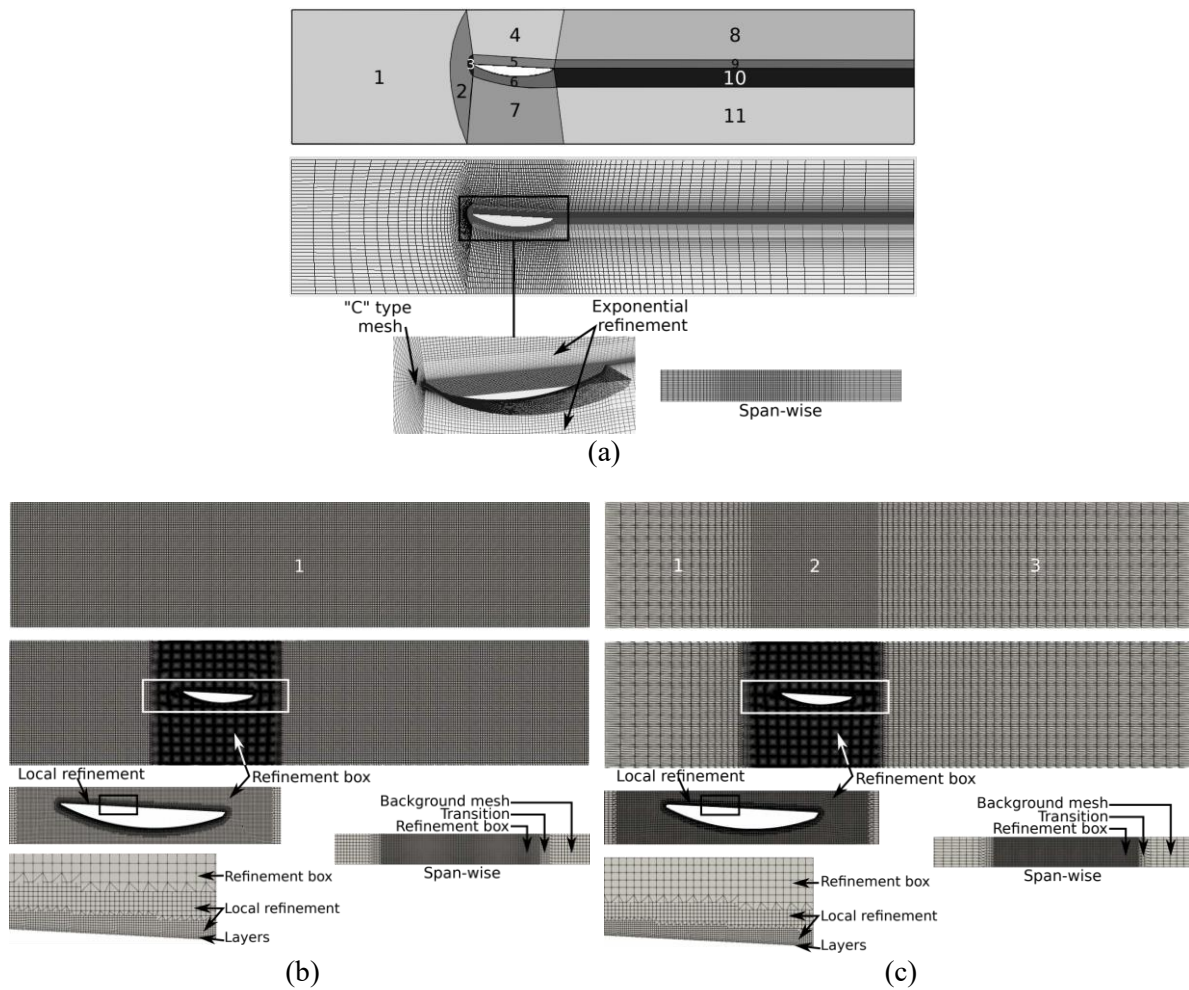 4
8
3
5
9
1
2
6
10
7
11
"C" type
mesh
Exponential
refinement
Span-wise
(a)
1
Local refinement
Refinement box
Background mesh
Transition
Refinement box
Span-wise
Refinement box
Local refinement
Layers
(b)
1
2
3
Local refinement
Refinement box
Background mesh
Transition
Refinement box
Span-wise
Refinement box
Local refinement
Layers
(c)